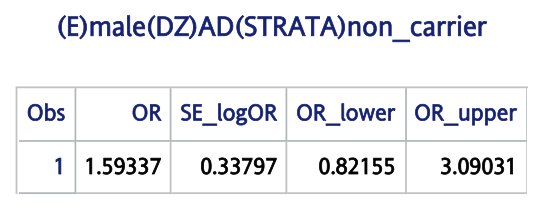 (E)male(DZ)AD(STRATA)non_carrier
Obs OR SE_logOR OR_lower OR_upper
1 1.59337 0.33797 0.82155 3.09031